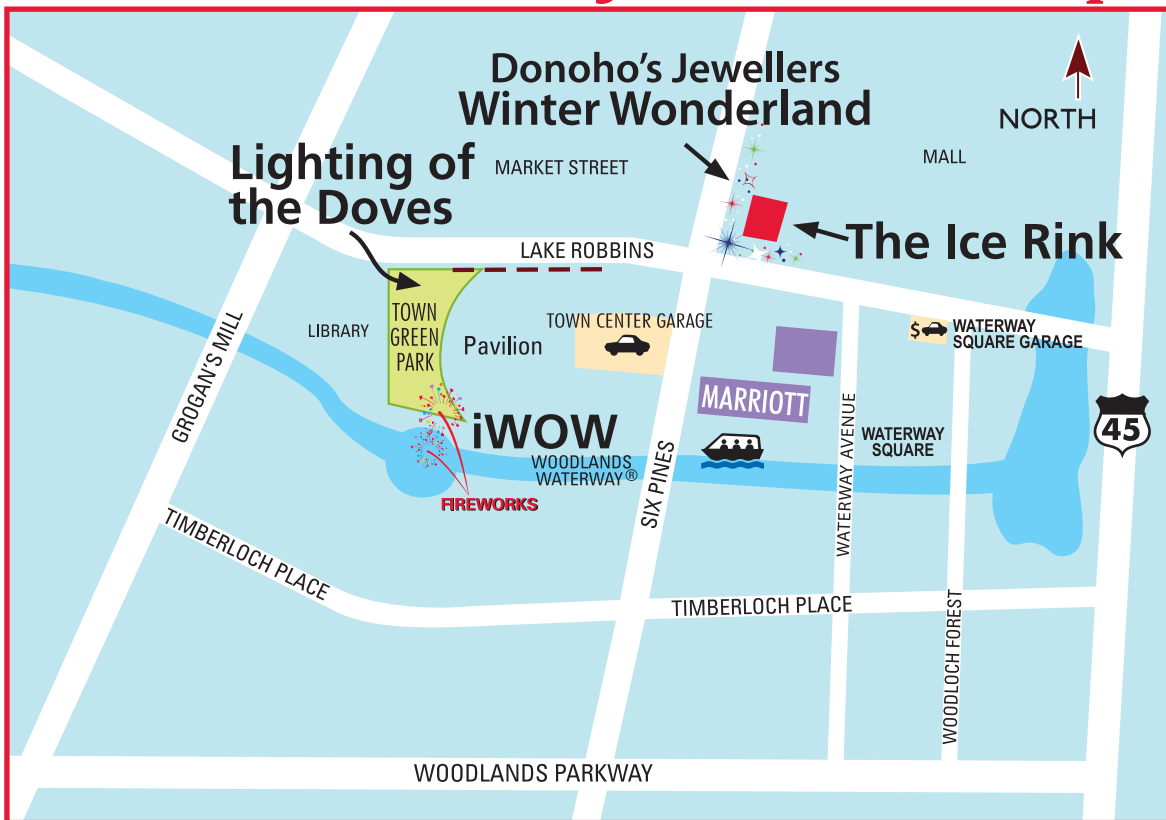 Donoho's Jewellers
Winter Wonderland
NORTH
MALL
Lighting of
the Doves
MARKET STREET
The Ice Rink
LAKE ROBBINS
TOWN
GREEN
PARK
LIBRARY
Pavilion
TOWN CENTER GARAGE
$
WATERWAY
SQUARE GARAGE
GROGAN'S MILL
MARRIOTT
45
iWOW
WOODLANDS
WATERWAY®
WATERWAY
SQUARE
WATERWAY AVENUE
SIX PINES
FIREWORKS
TIMBERLOCH PLACE
TIMBERLOCH PLACE
WOODLOCH FOREST
WOODLANDS PARKWAY